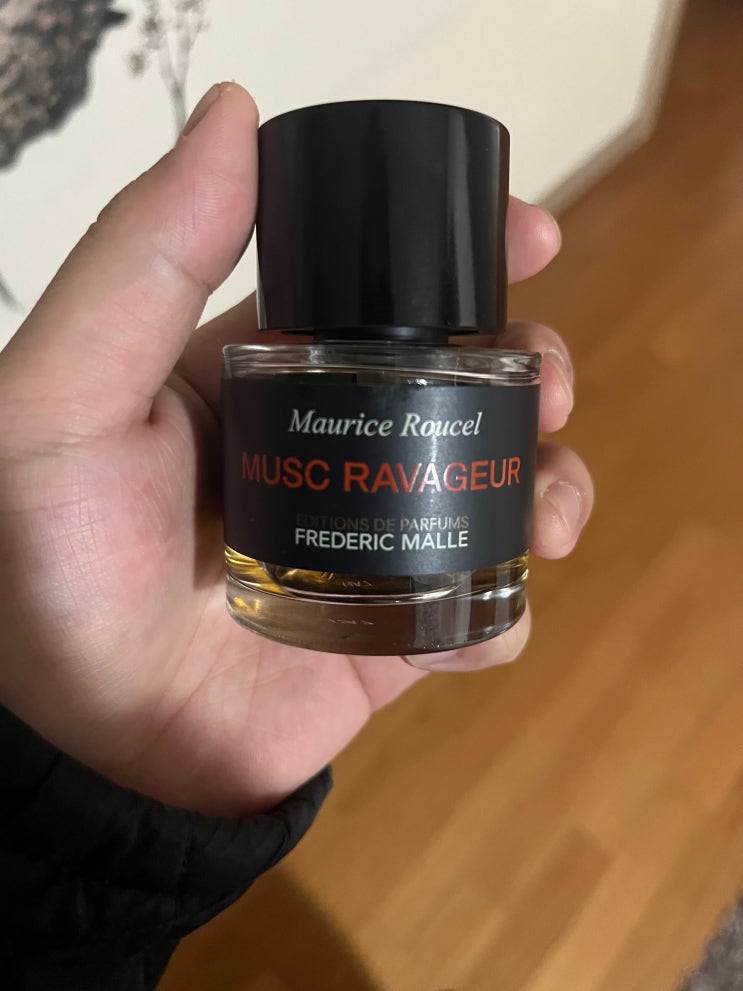 Maurice Roucel
MUSC RAVAGEUR
EDITIONS DE PARFUMS
FREDERIC MALLE